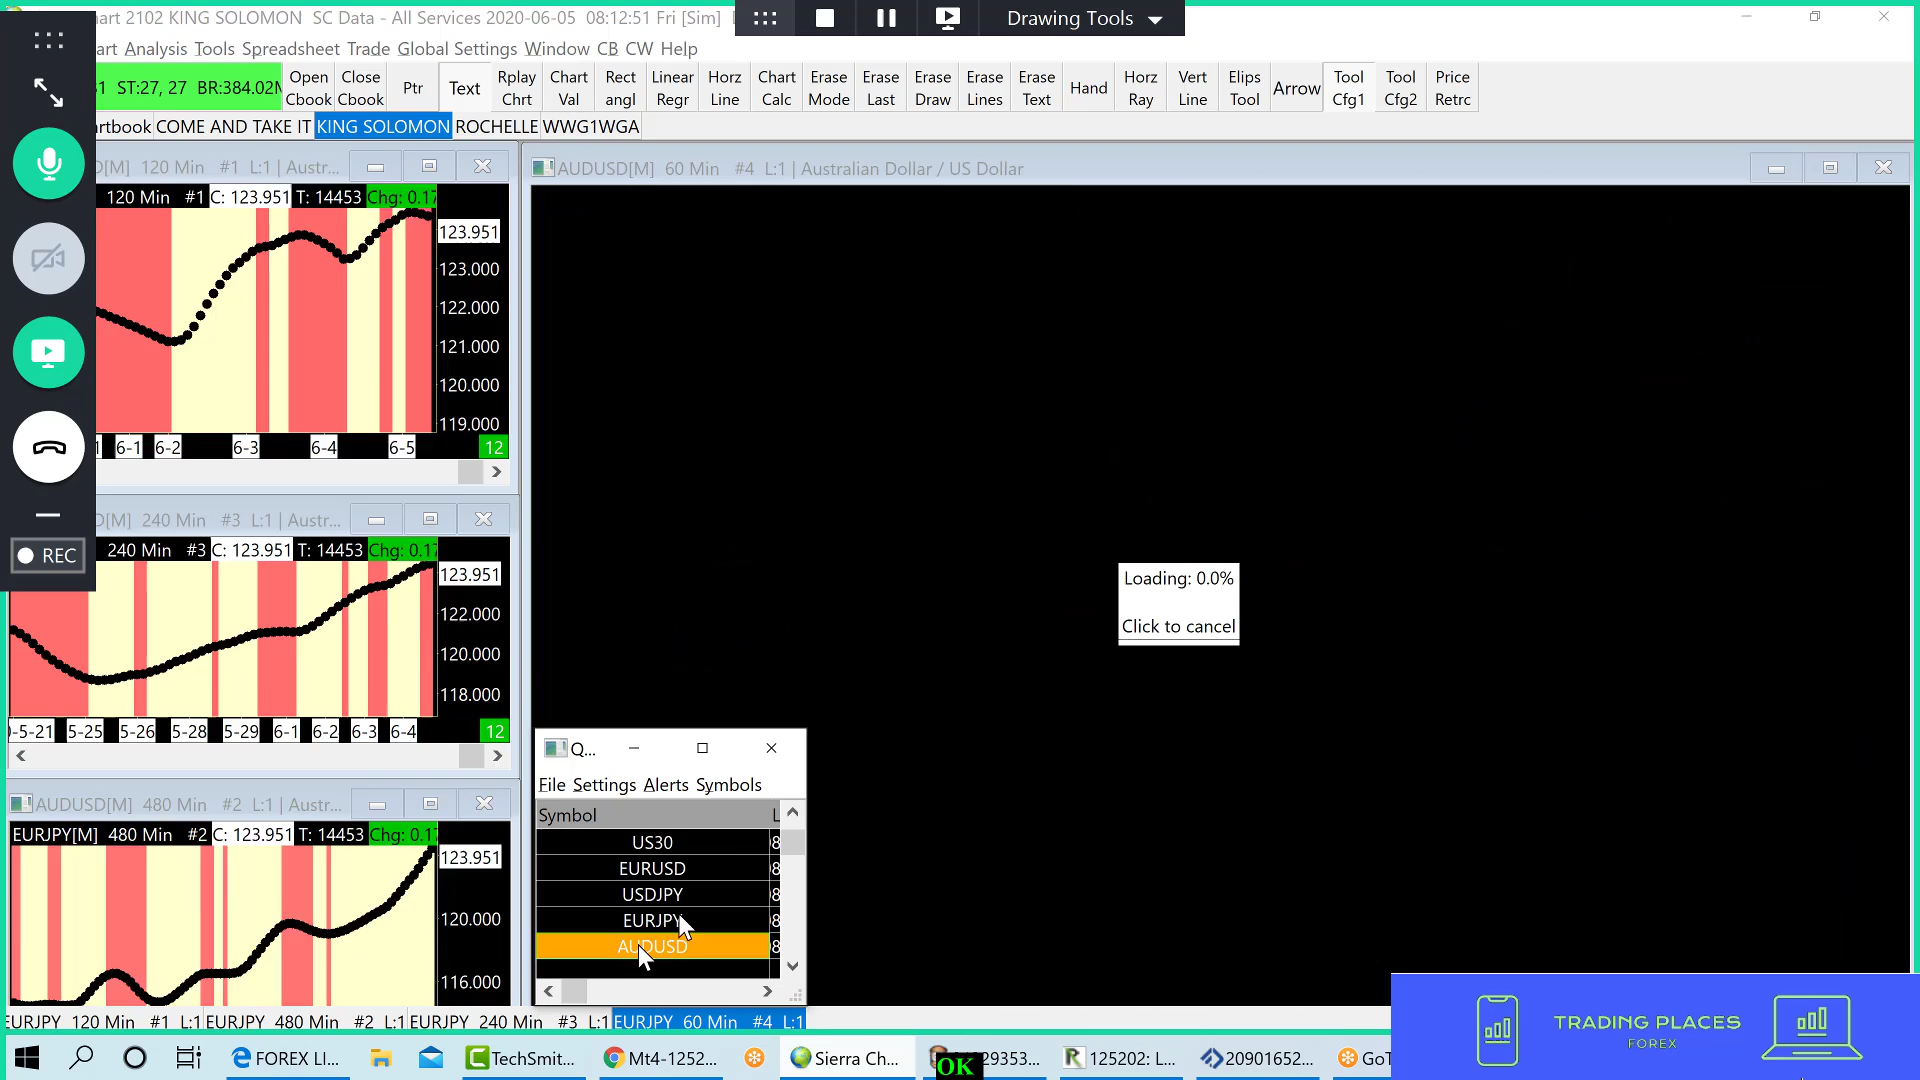 hart 2102 KING SOLOMON SC Data - All Services 2020-06-05 08:12:51 Fri [Sim]
Drawing Tools
art Analysis Tools Spreadsheet Trade Global Settings Window CB CW Help
ST:27, 27 BR:384.02M
Open Cbook
Close Cbook
Ptr
Text
Rplay Chrt
Chart Val
Rect angl
Linear Regr
Horz Line
Chart Calc
Erase Mode
Erase Last
Erase Draw
Erase Lines
Erase Text
Hand
Horz Ray
Vert Line
Elips Tool
Arrow
Tool Cfg1
Tool Cfg2
Price Retrc
rtbook COME AND TAKE IT KING SOLOMON ROCHELLE WWG1WGA
D[M] 120 Min #1 L:1 | Austr...
120 Min #1 C: 123.951 T: 14453 Chg: 0.17
123.951
123.000
122.000
121.000
120.000
119.000
6-1 6-2 6-3 6-4 6-5 12
REC
D[M] 240 Min #3 L:1 | Austr...
240 Min #3 C: 123.951 T: 14453 Chg: 0.17
123.951
122.000
120.000
118.000
0-5-21 5-25 5-26 5-28 5-29 6-1 6-2 6-3 6-4 12
AUDUSD[M] 480 Min #2 L:1 | Austr...
EURJPY[M] 480 Min #2 C: 123.951 T: 14453 Chg: 0.17
123.951
120.000
116.000
AUDUSD[M] 60 Min #4 L:1 | Australian Dollar / US Dollar
Loading: 0.0%
Click to cancel
Q...
File Settings Alerts Symbols
Symbol L
US30
EURUSD
USDJPY
EURJPY
AUDUSD
EURJPY 120 Min #1 L:1 EURJPY 480 Min #2 L:1 EURJPY 240 Min #3 L:1 EURJPY 60 Min #4 L:1
TRADING PLACES
FOREX
FOREX LI...
TechSmit...
Mt4-1252...
Sierra Ch...
29353...
OK
125202: L...
20901652...
GoT